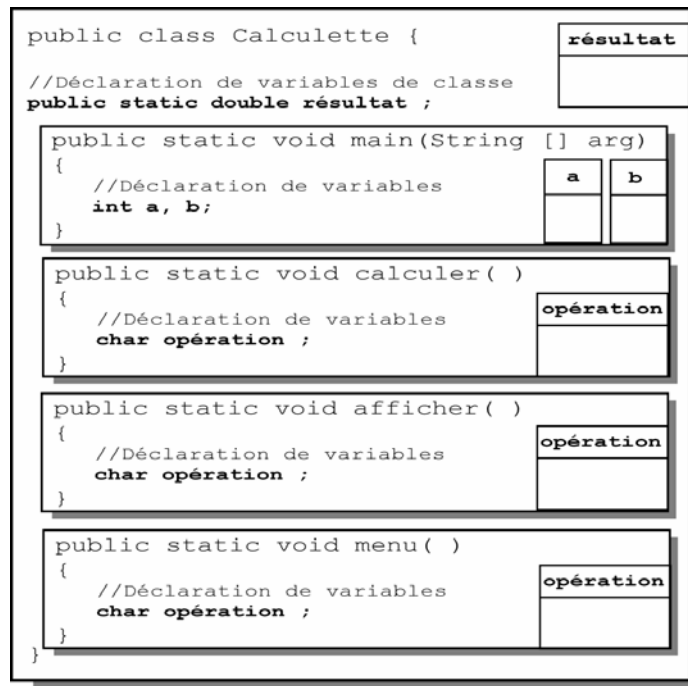 public class Calculette {
résultat
//Déclaration de variables de classe
public static double résultat ;
public static void main(String [] arg)
{
a
b
//Déclaration de variables
int a, b;
}
public static void calculer( )
{
opération
//Déclaration de variables
char opération ;
}
public static void afficher( )
{
opération
//Déclaration de variables
char opération ;
}
public static void menu( )
{
opération
//Déclaration de variables
char opération ;
}
}